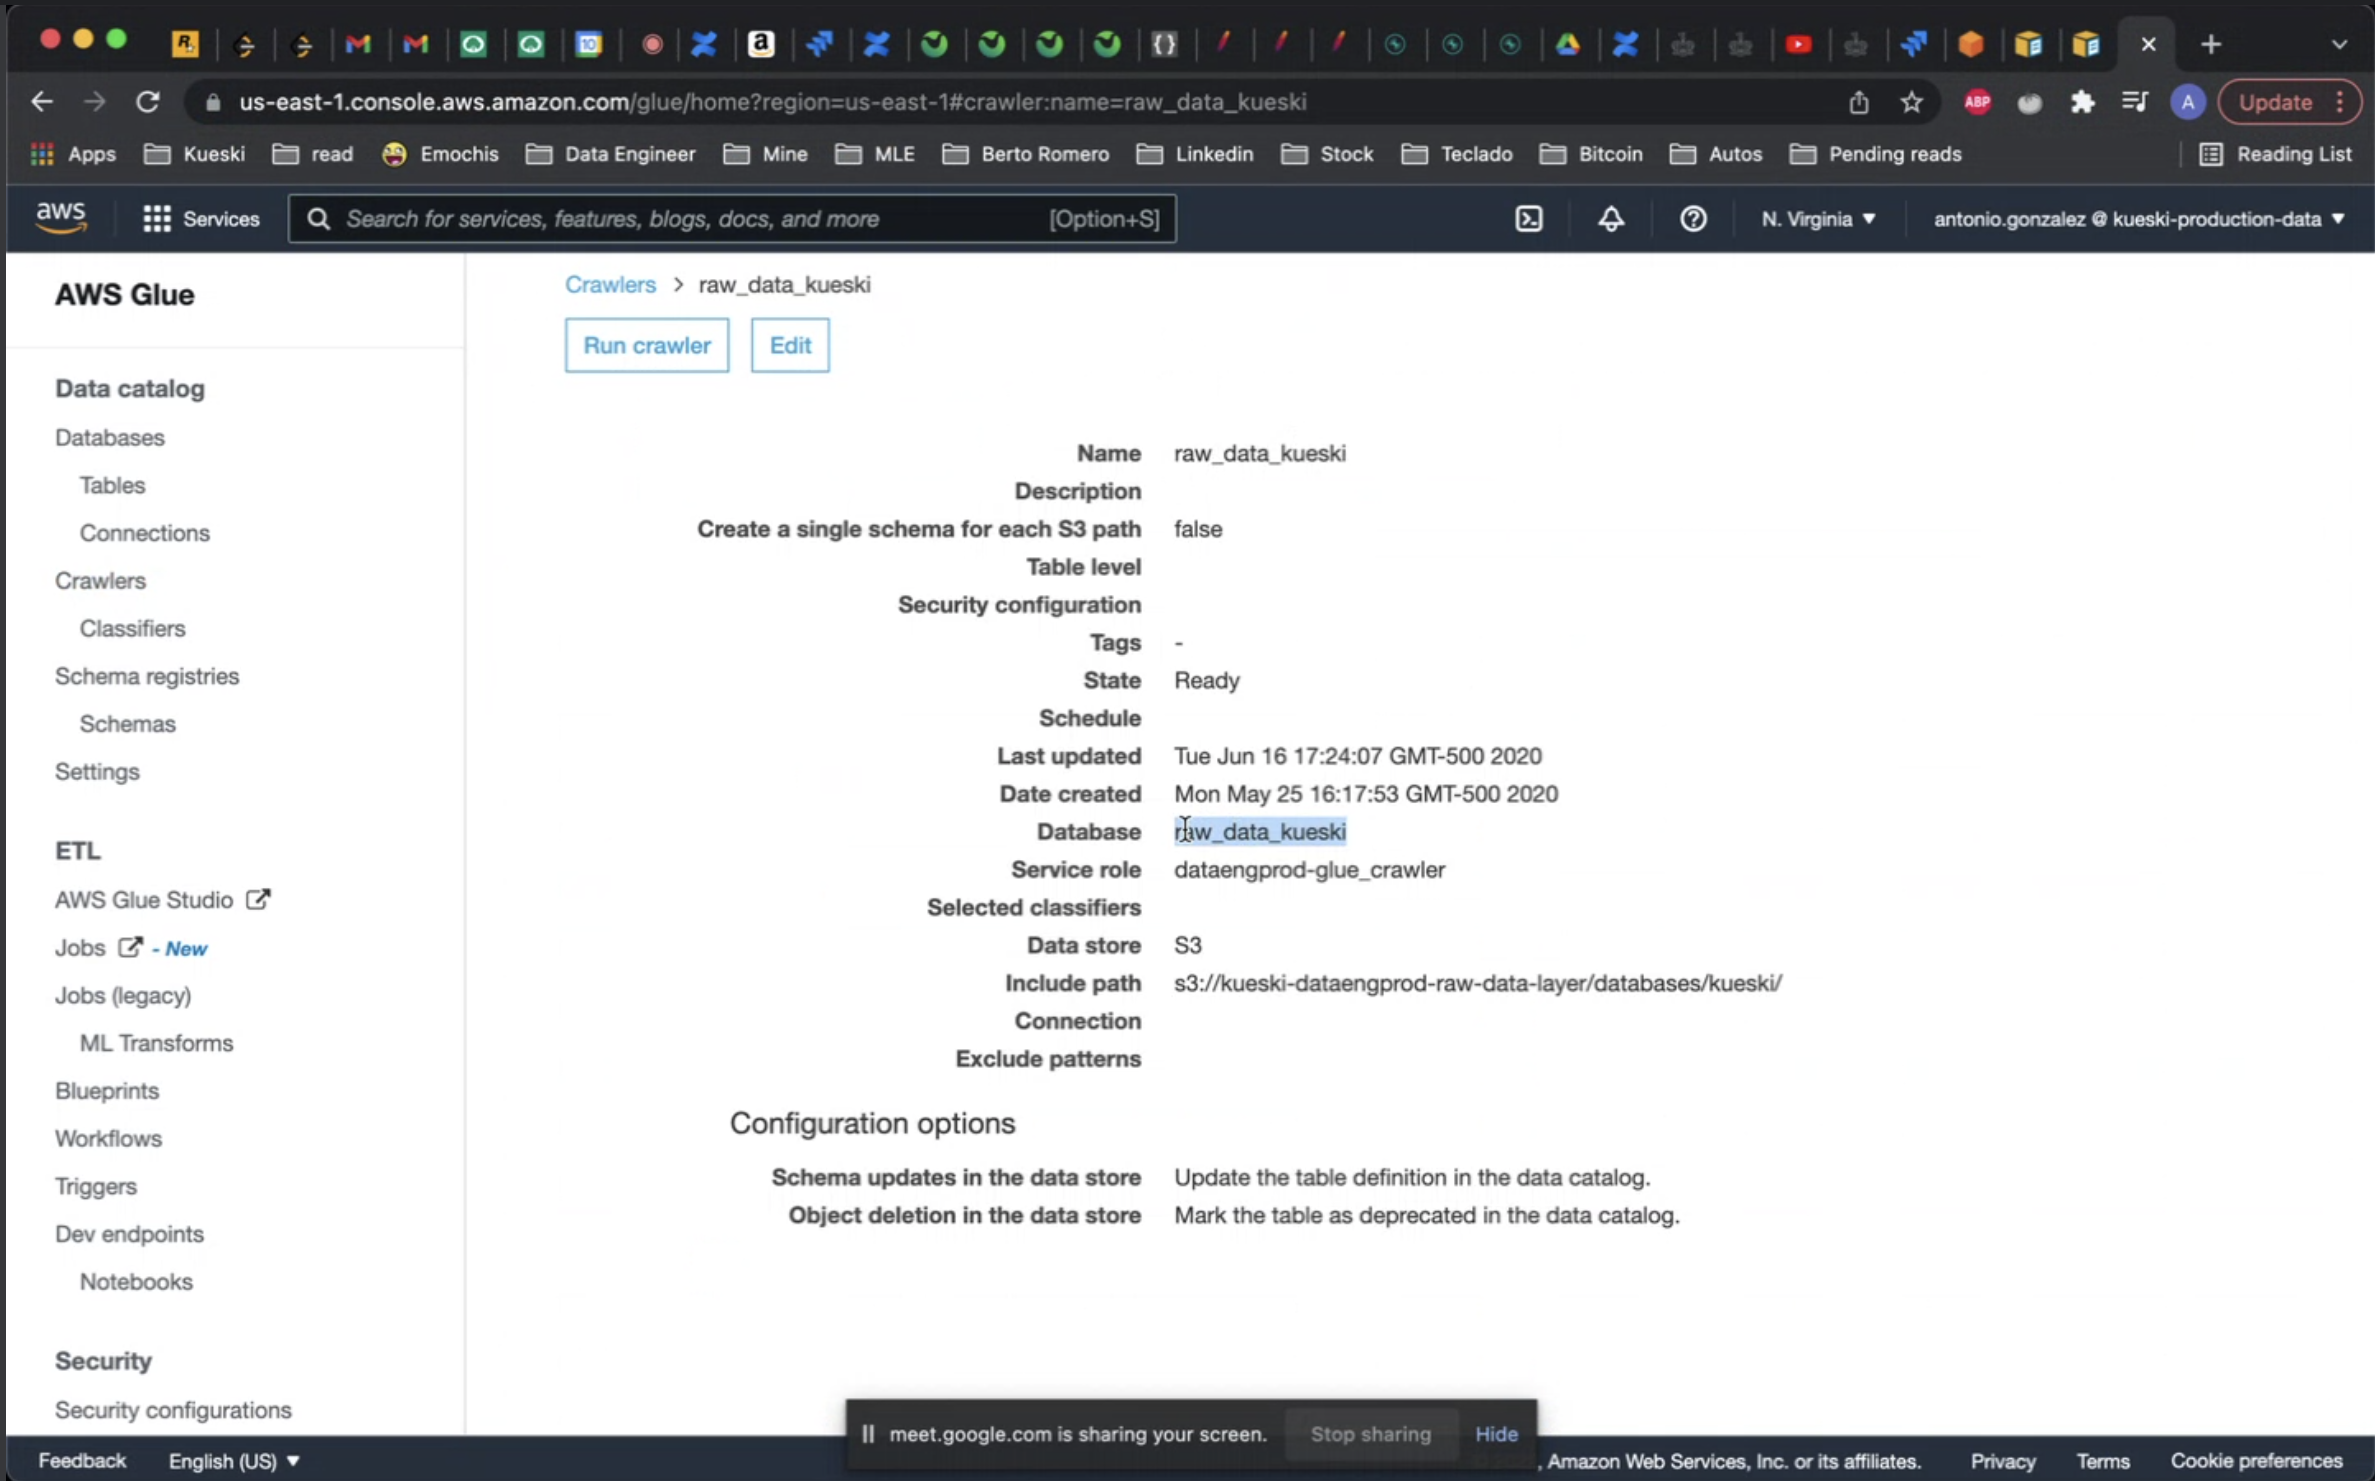 us-east-1.console.aws.amazon.com/glue/home?region=us-east-1#crawler:name=raw_data_kueski
ABP
A
Update
Apps
Kueski
read
Emochis
Data Engineer
Mine
MLE
Berto Romero
Linkedin
Stock
Teclado
Bitcoin
Autos
Pending reads
Reading List
aws
Services
Search for services, features, blogs, docs, and more
[Option+S]
N. Virginia
antonio.gonzalez @ kueski-production-data
AWS Glue
Data catalog
Databases
Tables
Connections
Crawlers
Classifiers
Schema registries
Schemas
Settings
ETL
AWS Glue Studio
Jobs - New
Jobs (legacy)
ML Transforms
Blueprints
Workflows
Triggers
Dev endpoints
Notebooks
Security
Security configurations
Crawlers > raw_data_kueski
Run crawler
Edit
Name raw_data_kueski
Description
Create a single schema for each S3 path false
Table level
Security configuration
Tags -
State Ready
Schedule
Last updated Tue Jun 16 17:24:07 GMT-500 2020
Date created Mon May 25 16:17:53 GMT-500 2020
Database raw_data_kueski
Service role dataengprod-glue_crawler
Selected classifiers
Data store S3
Include path s3://kueski-dataengprod-raw-data-layer/databases/kueski/
Connection
Exclude patterns
Configuration options
Schema updates in the data store Update the table definition in the data catalog.
Object deletion in the data store Mark the table as deprecated in the data catalog.
meet.google.com is sharing your screen.
Stop sharing
Hide
Feedback
English (US)
, Amazon Web Services, Inc. or its affiliates.
Privacy
Terms
Cookie preferences